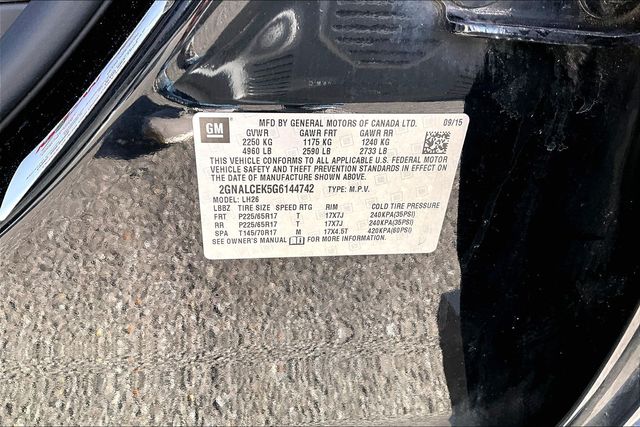 GM
MFD BY GENERAL MOTORS OF CANADA LTD. 09/15
GVWR GAWR FRT GAWR RR
2250 KG 1175 KG 1240 KG
4960 LB 2590 LB 2733 LB
THIS VEHICLE CONFORMS TO ALL APPLICABLE U.S. FEDERAL MOTOR
VEHICLE SAFETY AND THEFT PREVENTION STANDARDS IN EFFECT ON
THE DATE OF MANUFACTURE SHOWN ABOVE.
2GNALCEK5G6144742 TYPE: M.P.V.
MODEL: LH26
LBBZ TIRE SIZE SPEED RTG RIM COLD TIRE PRESSURE
FRT P225/65R17 T 17X7J 240KPA(35PSI)
RR P225/65R17 T 17X7J 240KPA(35PSI)
SPA T145/70R17 M 17X4.5T 420KPA(60PSI)
SEE OWNER'S MANUAL FOR MORE INFORMATION.